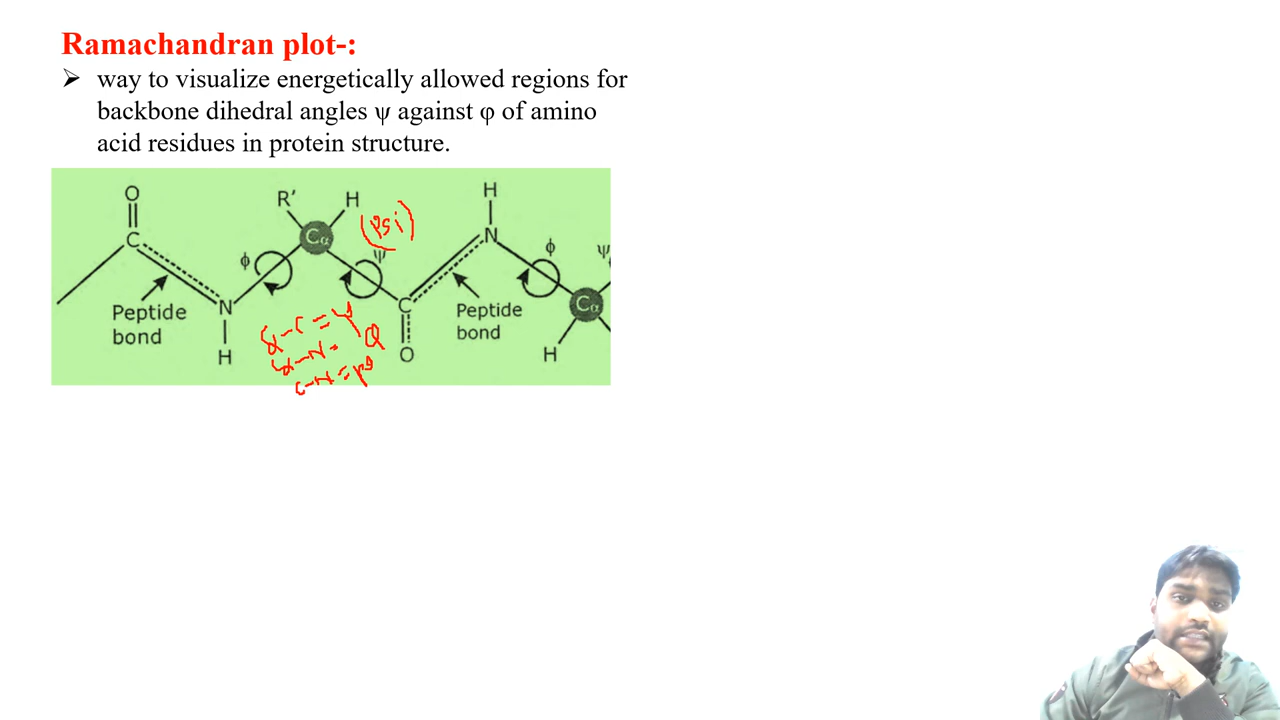 Ramachandran plot-:
➢ way to visualize energetically allowed regions for
backbone dihedral angles ψ against φ of amino
acid residues in protein structure.
O
C
Peptide
bond
N
H
ϕ
R'
H
Cα
(Psi)
ψ
C
O
H
N
Peptide
bond
ϕ
ψ
Cα
H